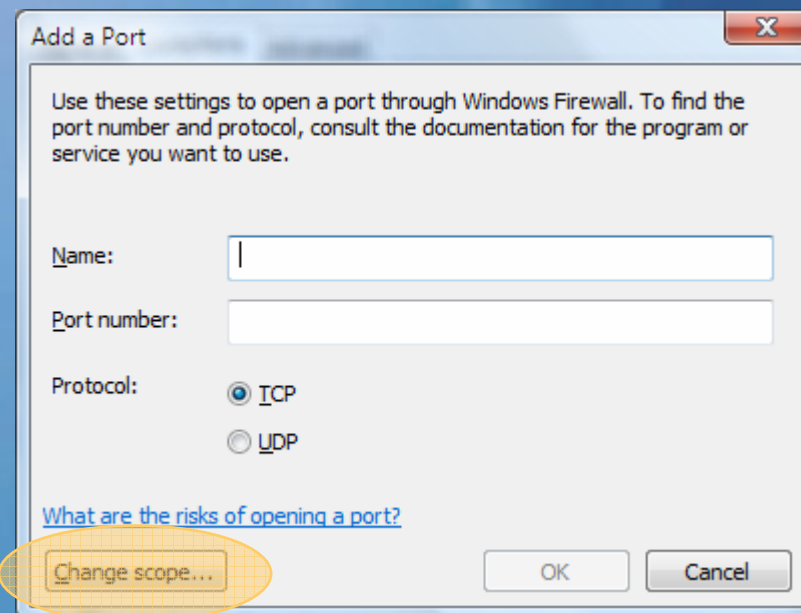 Add a Port
Use these settings to open a port through Windows Firewall. To find the
port number and protocol, consult the documentation for the program or
service you want to use.
Name:
Port number:
Protocol:
TCP
UDP
What are the risks of opening a port?
Change scope...
OK
Cancel